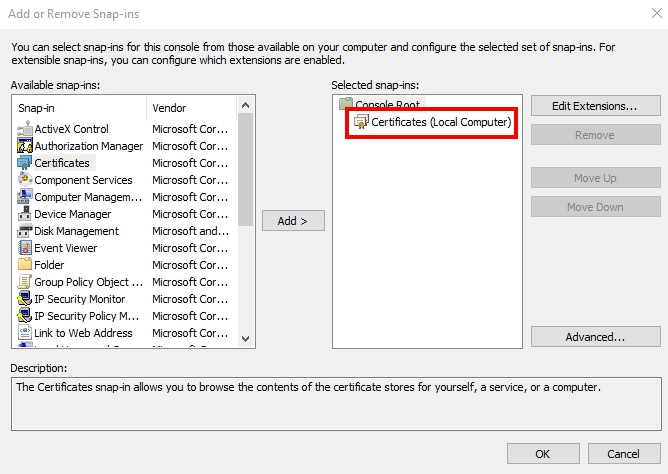 Add or Remove Snap-ins
You can select snap-ins for this console from those available on your computer and configure the selected set of snap-ins. For
extensible snap-ins, you can configure which extensions are enabled.
Available snap-ins:
Snap-in Vendor
ActiveX Control Microsoft Cor...
Authorization Manager Microsoft Cor...
Certificates Microsoft Cor...
Component Services Microsoft Cor...
Computer Managem... Microsoft Cor...
Device Manager Microsoft Cor...
Disk Management Microsoft and...
Event Viewer Microsoft Cor...
Folder Microsoft Cor...
Group Policy Object ... Microsoft Cor...
IP Security Monitor Microsoft Cor...
IP Security Policy M... Microsoft Cor...
Link to Web Address Microsoft Cor...
Add >
Selected snap-ins:
Console Root
Certificates (Local Computer)
Edit Extensions...
Remove
Move Up
Move Down
Advanced...
Description:
The Certificates snap-in allows you to browse the contents of the certificate stores for yourself, a service, or a computer.
OK
Cancel